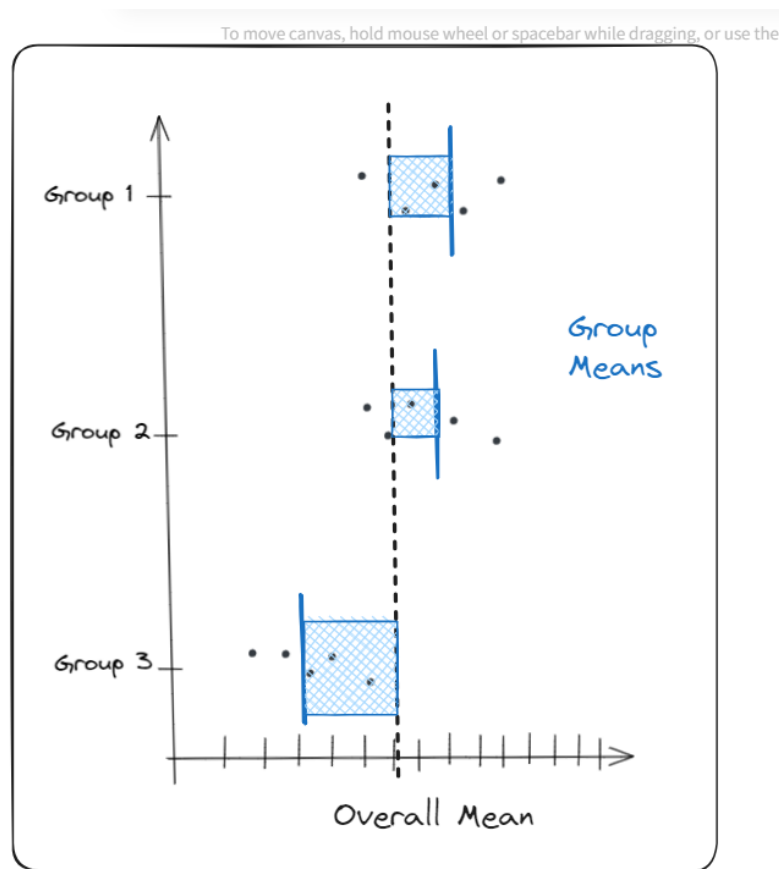 To move canvas, hold mouse wheel or spacebar while dragging, or use the
Group 1
Group
Means
Group 2
Group 3
Overall Mean